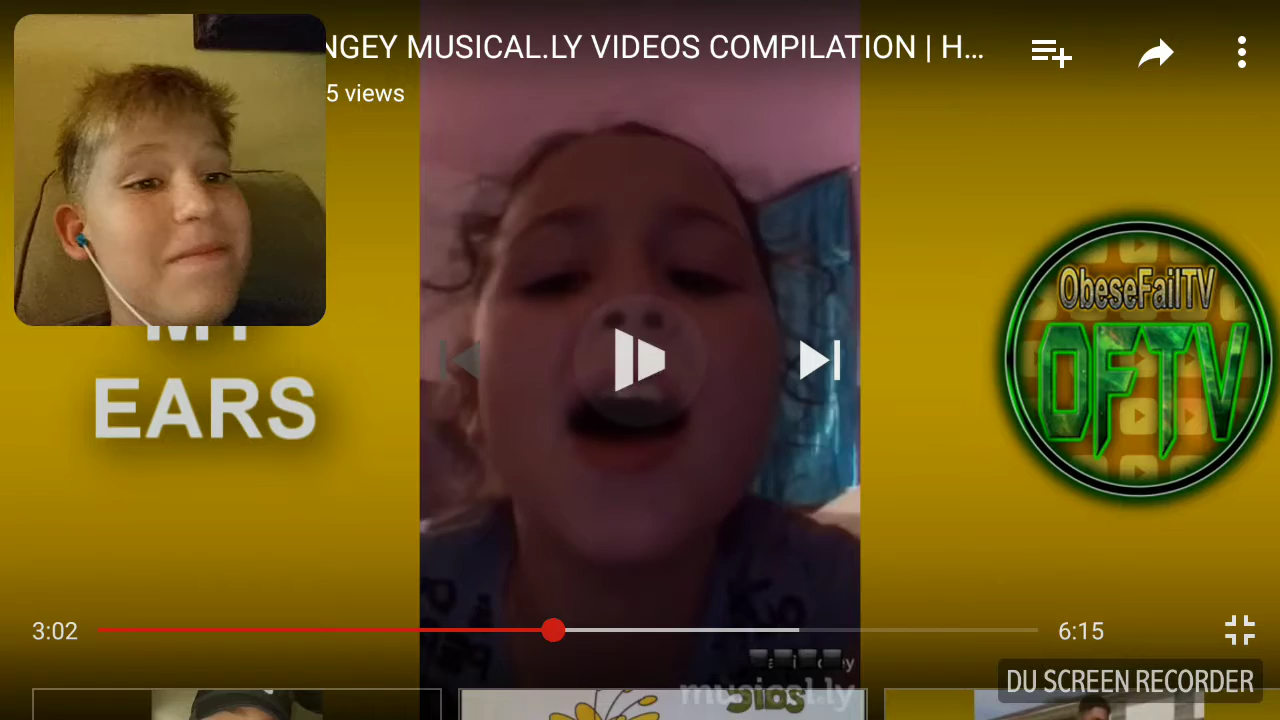 NGEY MUSICAL.LY VIDEOS COMPILATION | H...
5 views
MY
EARS
ObeseFailTV
OFTV
3:02
6:15
musical.ly
DU SCREEN RECORDER